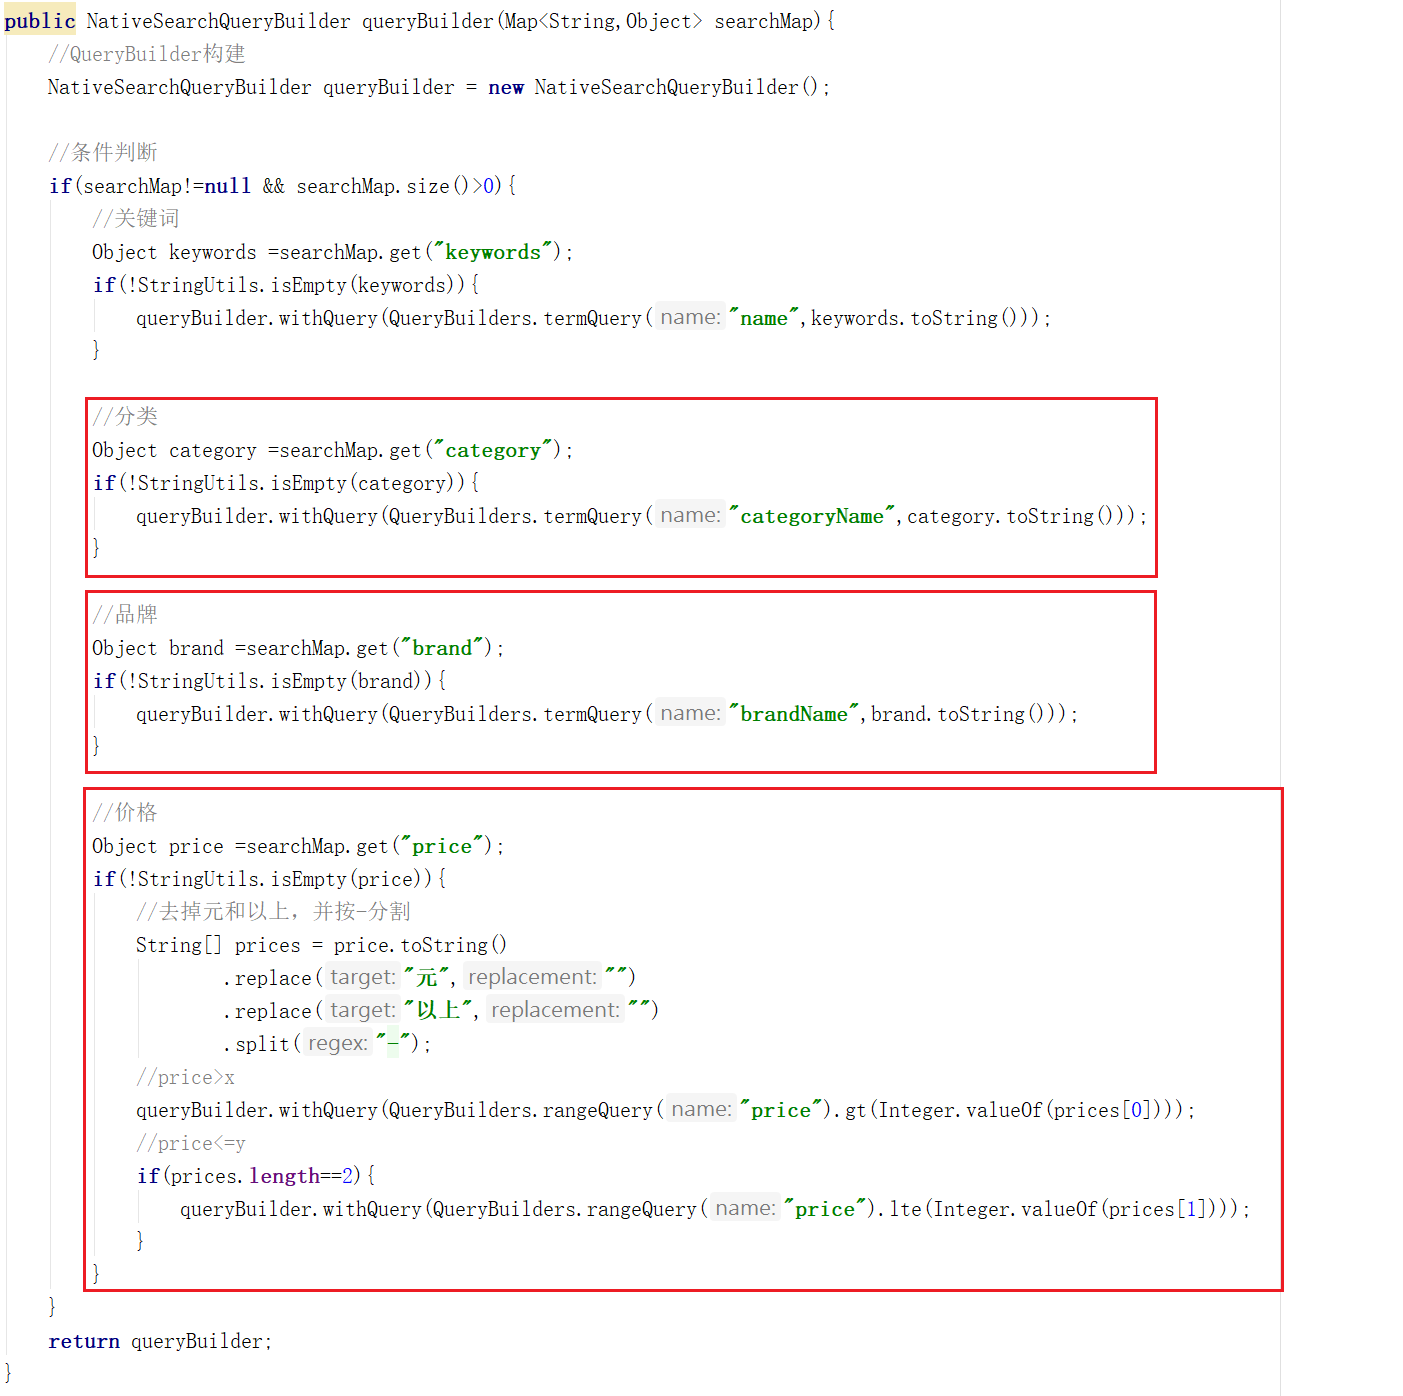 public NativeSearchQueryBuilder queryBuilder(Map<String,Object> searchMap){
//QueryBuilder构建
NativeSearchQueryBuilder queryBuilder = new NativeSearchQueryBuilder();
//条件判断
if(searchMap!=null && searchMap.size()>0){
//关键词
Object keywords =searchMap.get("keywords");
if(!StringUtils.isEmpty(keywords)){
queryBuilder.withQuery(QueryBuilders.termQuery( name: "name",keywords.toString()));
}
//分类
Object category =searchMap.get("category");
if(!StringUtils.isEmpty(category)){
queryBuilder.withQuery(QueryBuilders.termQuery( name: "categoryName",category.toString()));
}
//品牌
Object brand =searchMap.get("brand");
if(!StringUtils.isEmpty(brand)){
queryBuilder.withQuery(QueryBuilders.termQuery( name: "brandName",brand.toString()));
}
//价格
Object price =searchMap.get("price");
if(!StringUtils.isEmpty(price)){
//去掉元和以上，并按-分割
String[] prices = price.toString()
.replace( target: "元", replacement: "")
.replace( target: "以上", replacement: "")
.split( regex: "-");
//price>x
queryBuilder.withQuery(QueryBuilders.rangeQuery( name: "price").gt(Integer.valueOf(prices[0])));
//price<=y
if(prices.length==2){
queryBuilder.withQuery(QueryBuilders.rangeQuery( name: "price").lte(Integer.valueOf(prices[1])));
}
}
}
return queryBuilder;
}